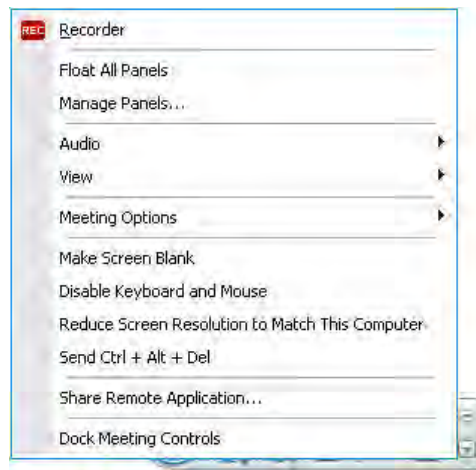 REC Recorder
Float All Panels
Manage Panels...
Audio
View
Meeting Options
Make Screen Blank
Disable Keyboard and Mouse
Reduce Screen Resolution to Match This Computer
Send Ctrl + Alt + Del
Share Remote Application...
Dock Meeting Controls